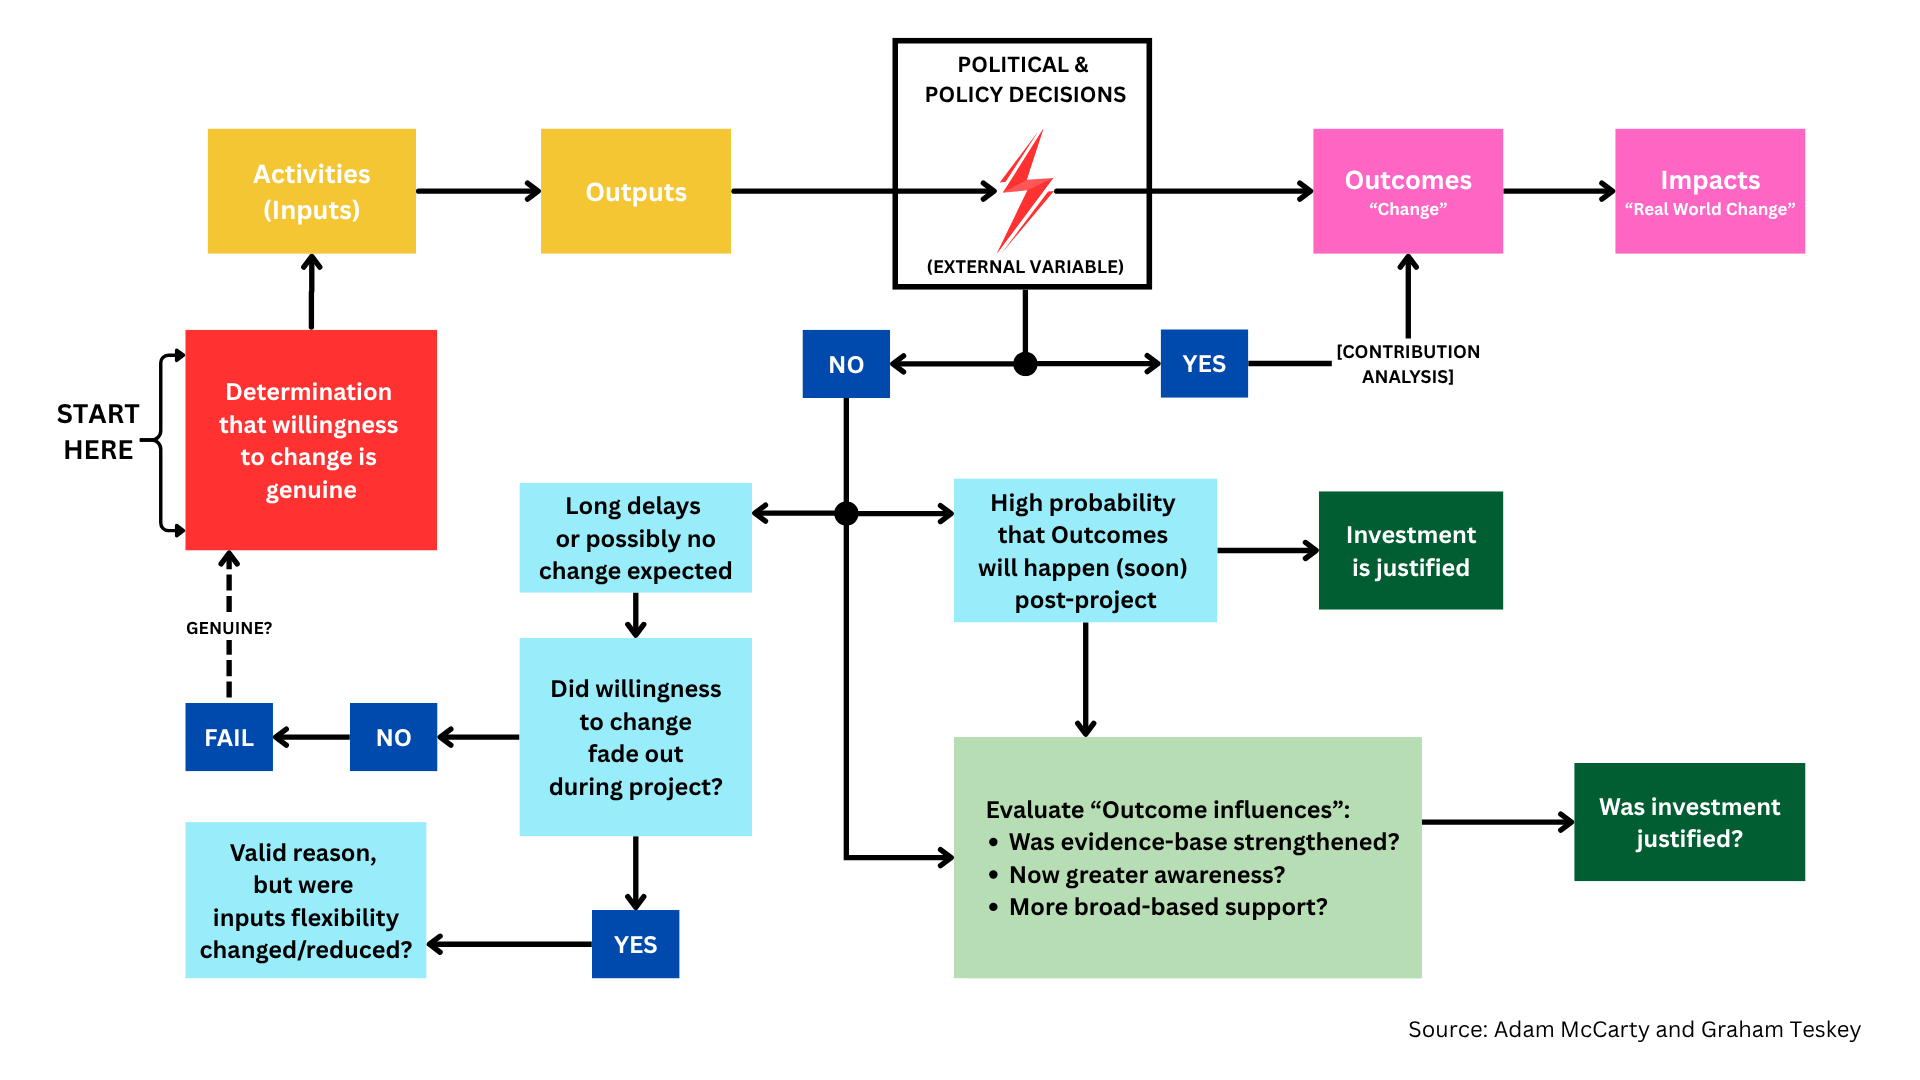 POLITICAL &
POLICY DECISIONS
(EXTERNAL VARIABLE)
Activities
(Inputs)
Outputs
Outcomes
“Change”
Impacts
“Real World Change”
START
HERE
Determination
that willingness
to change is
genuine
NO
YES
[CONTRIBUTION
ANALYSIS]
Long delays
or possibly no
change expected
High probability
that Outcomes
will happen (soon)
post-project
Investment
is justified
GENUINE?
FAIL
NO
Did willingness
to change
fade out
during project?
Valid reason,
but were
inputs flexibility
changed/reduced?
YES
Evaluate “Outcome influences”:
• Was evidence-base strengthened?
• Now greater awareness?
• More broad-based support?
Was investment
justified?
Source: Adam McCarty and Graham Teskey